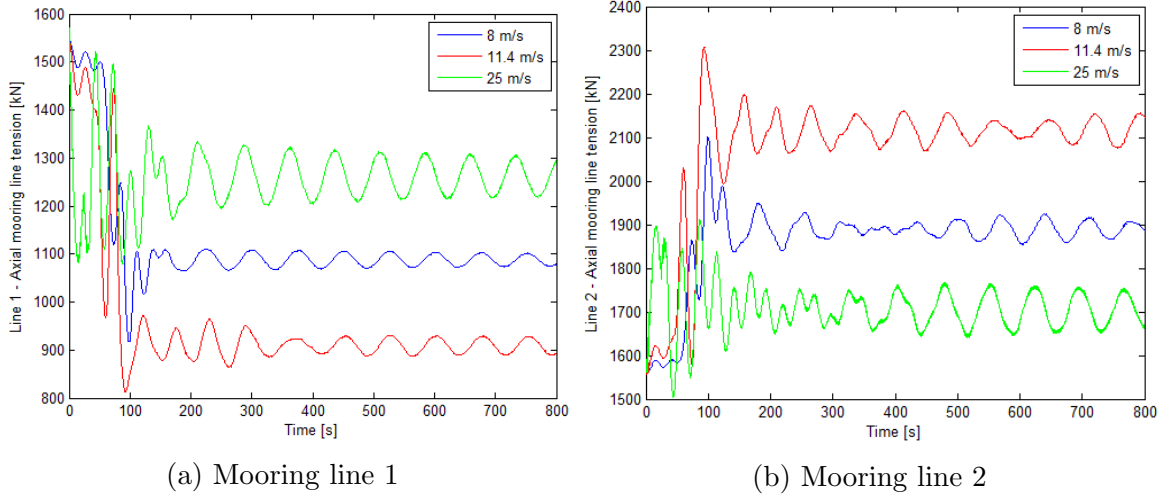 1600
1500
1400
1300
1200
1100
1000
900
800
Line 1 - Axial mooring line tension [kN]
8 m/s
11.4 m/s
25 m/s
0 100 200 300 400 500 600 700 800
Time [s]
(a) Mooring line 1
2400
2300
2200
2100
2000
1900
1800
1700
1600
1500
Line 2 - Axial mooring line tension [kN]
8 m/s
11.4 m/s
25 m/s
0 100 200 300 400 500 600 700 800
Time [s]
(b) Mooring line 2